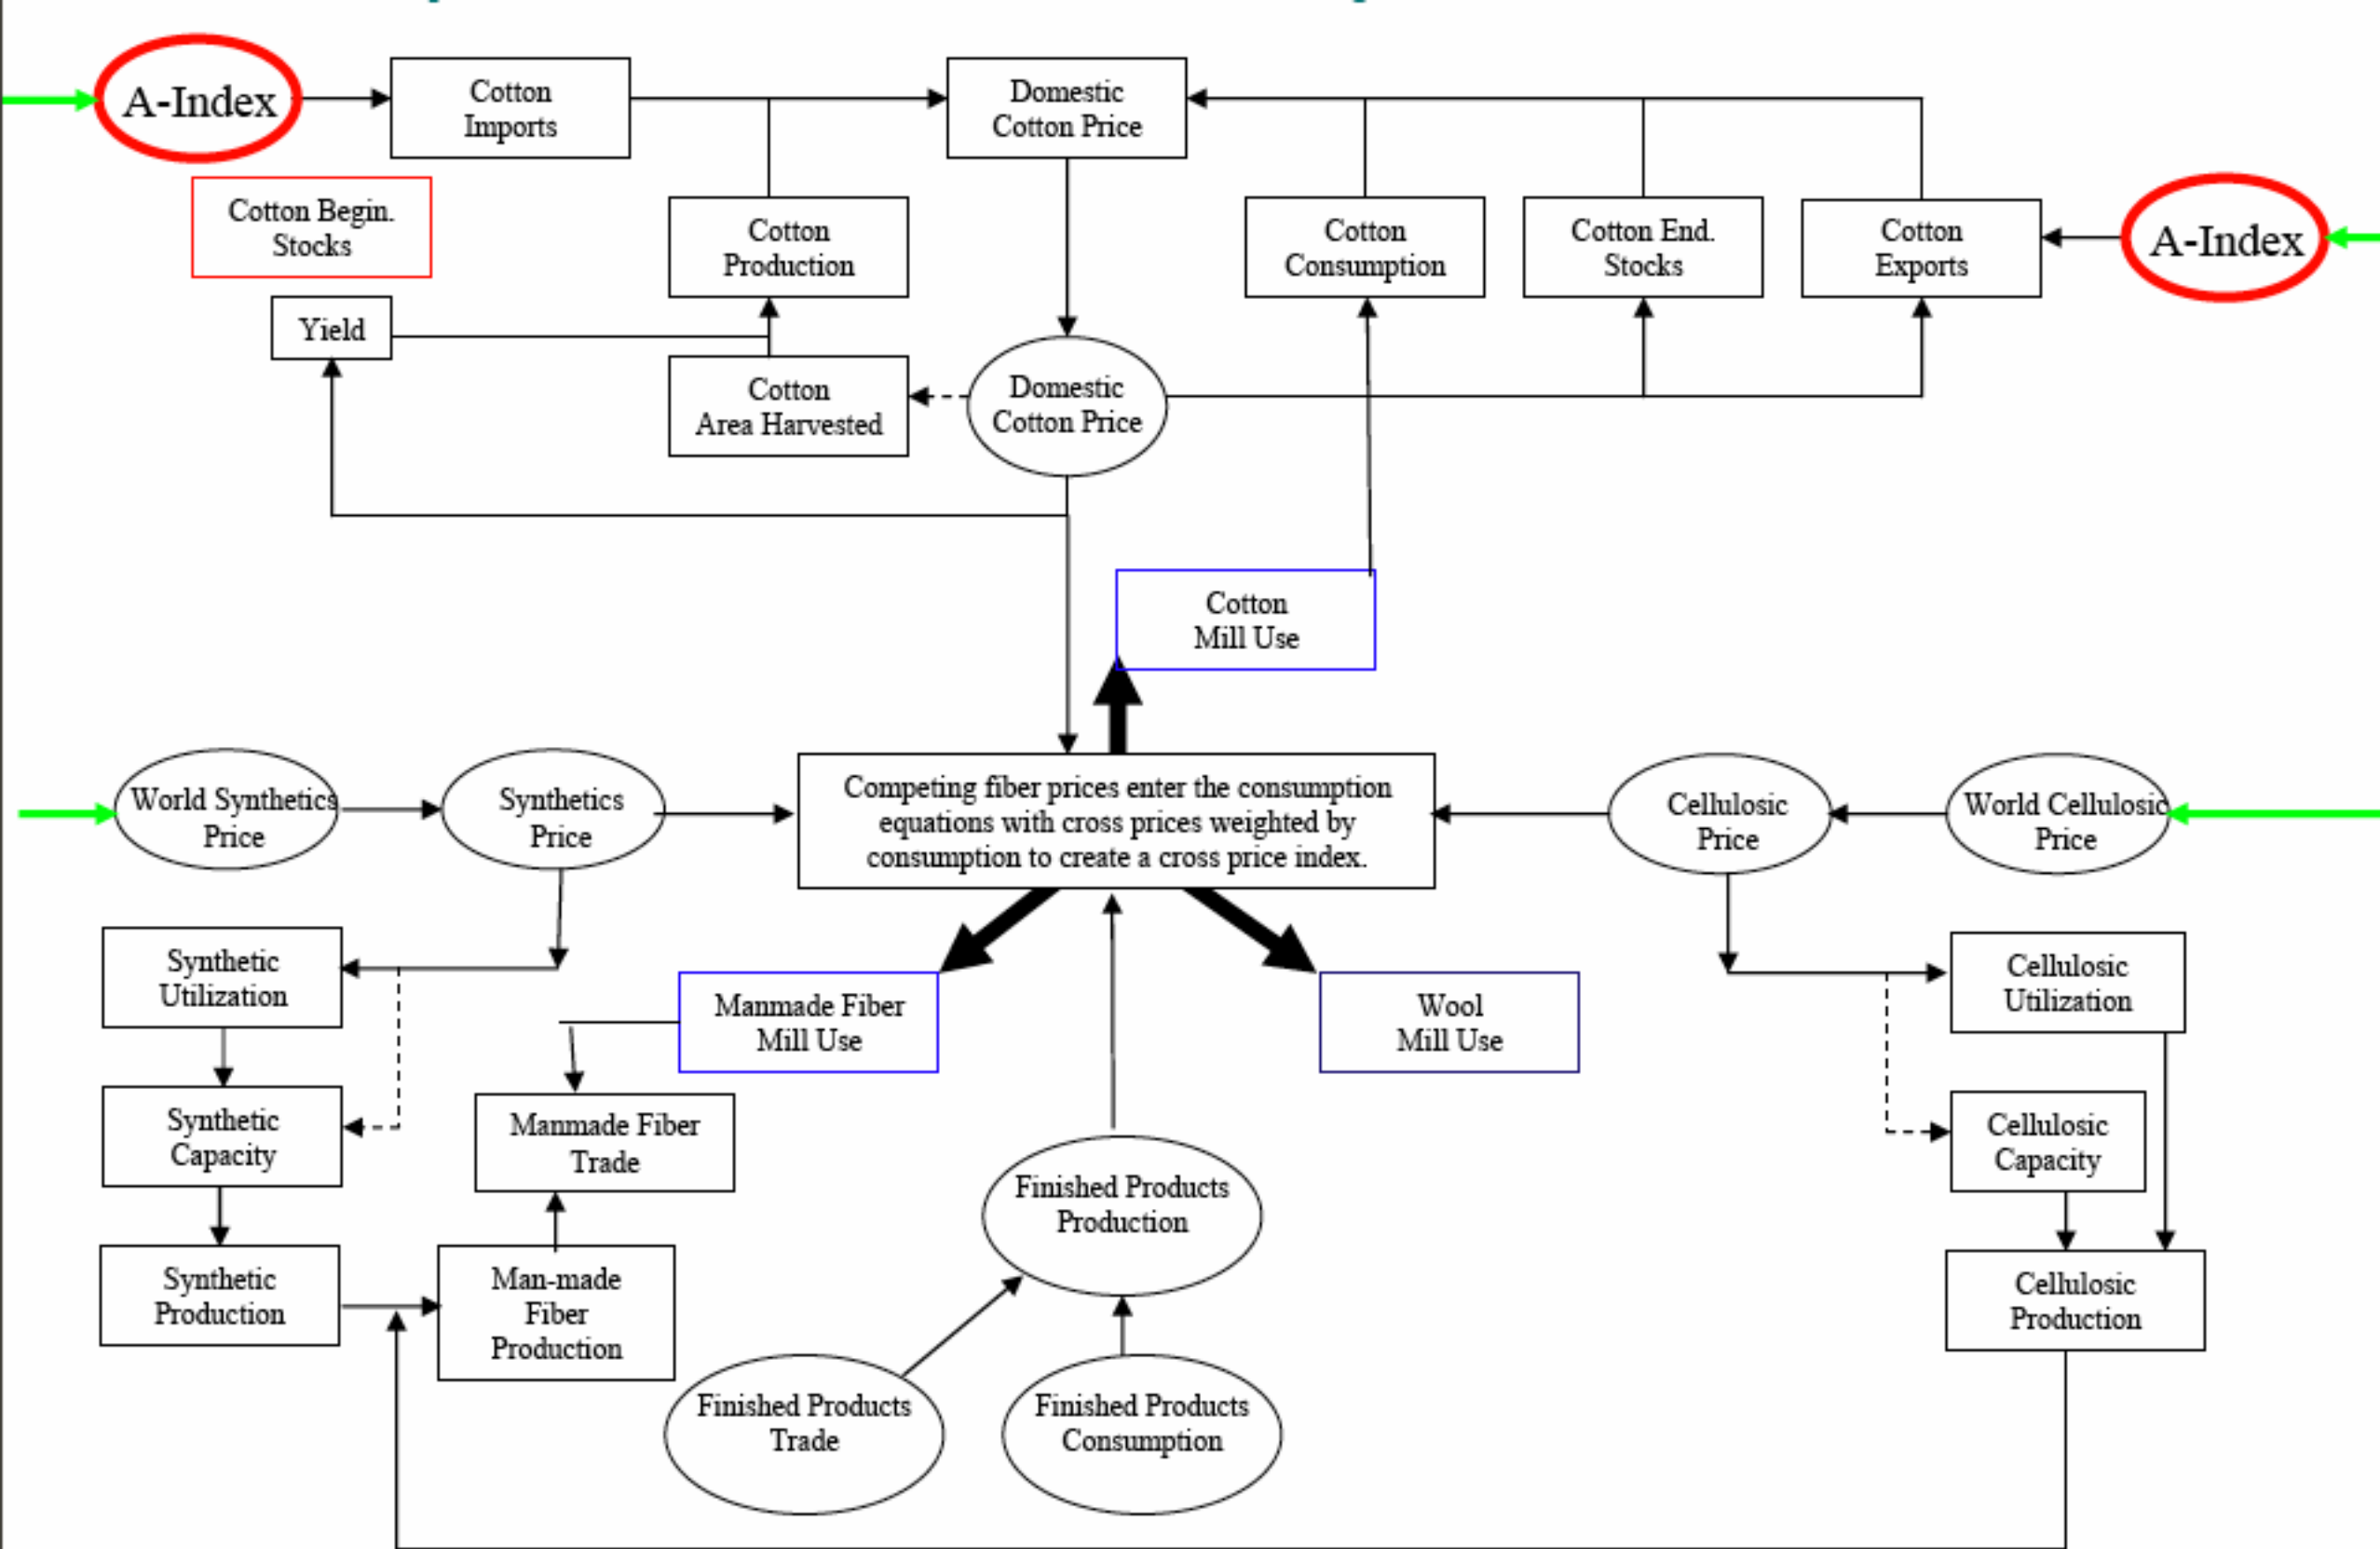 A-Index
Cotton
Imports
Domestic
Cotton Price
Cotton Begin.
Stocks
Cotton
Production
Cotton
Consumption
Cotton End.
Stocks
Cotton
Exports
A-Index
Yield
Cotton
Area Harvested
Domestic
Cotton Price
Cotton
Mill Use
World Synthetics
Price
Synthetics
Price
Competing fiber prices enter the consumption
equations with cross prices weighted by
consumption to create a cross price index.
Cellulosic
Price
World Cellulosic
Price
Synthetic
Utilization
Manmade Fiber
Mill Use
Wool
Mill Use
Cellulosic
Utilization
Synthetic
Capacity
Manmade Fiber
Trade
Cellulosic
Capacity
Finished Products
Production
Synthetic
Production
Man-made
Fiber
Production
Cellulosic
Production
Finished Products
Trade
Finished Products
Consumption